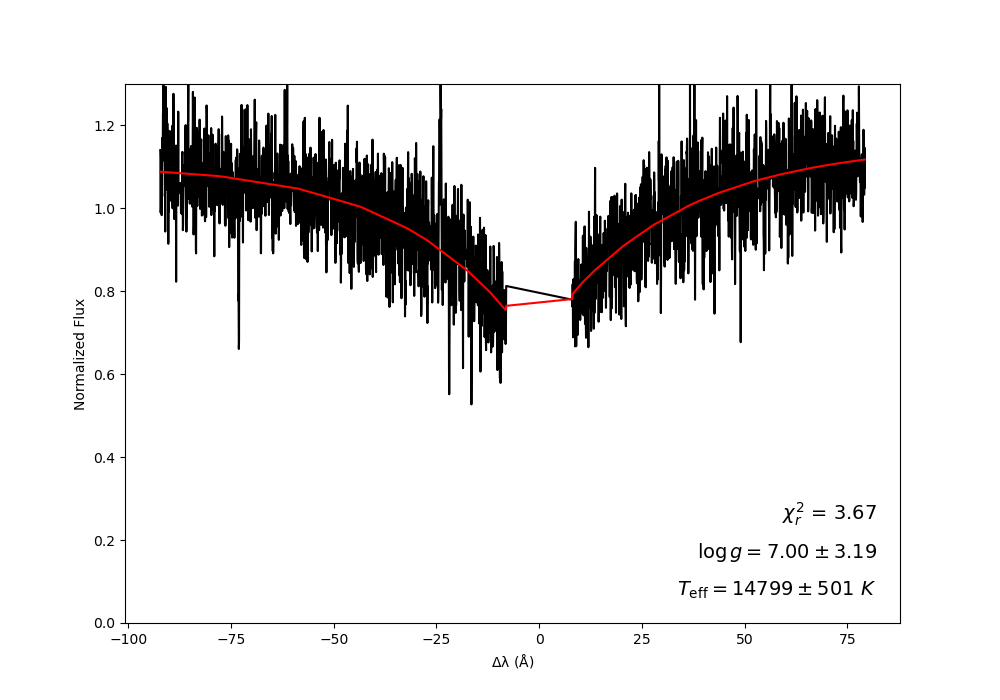 1.2
1.0
0.8
0.6
0.4
0.2
0.0
Normalized Flux
χ²ᵣ = 3.67
log g = 7.00 ± 3.19
T_eff = 14799 ± 501 K
−100 −75 −50 −25 0 25 50 75
Δλ (Å)